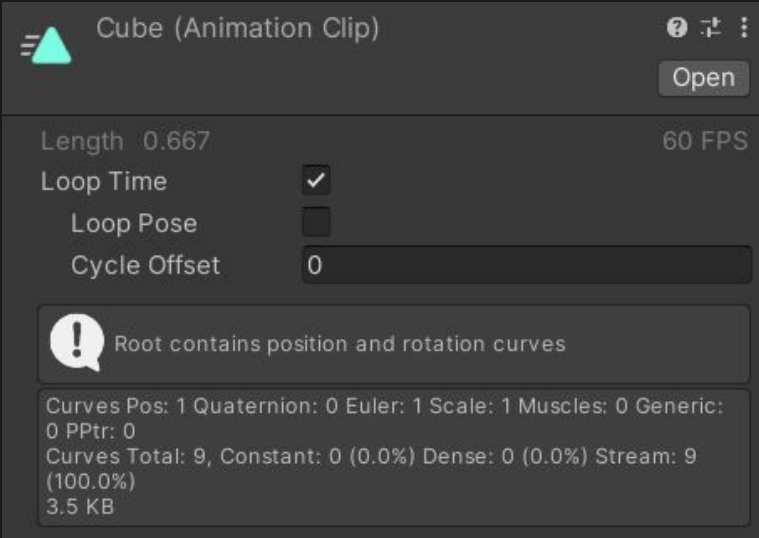 Cube (Animation Clip)
Open
Length 0.667 60 FPS
Loop Time
Loop Pose
Cycle Offset 0
Root contains position and rotation curves
Curves Pos: 1 Quaternion: 0 Euler: 1 Scale: 1 Muscles: 0 Generic:
0 PPtr: 0
Curves Total: 9, Constant: 0 (0.0%) Dense: 0 (0.0%) Stream: 9
(100.0%)
3.5 KB